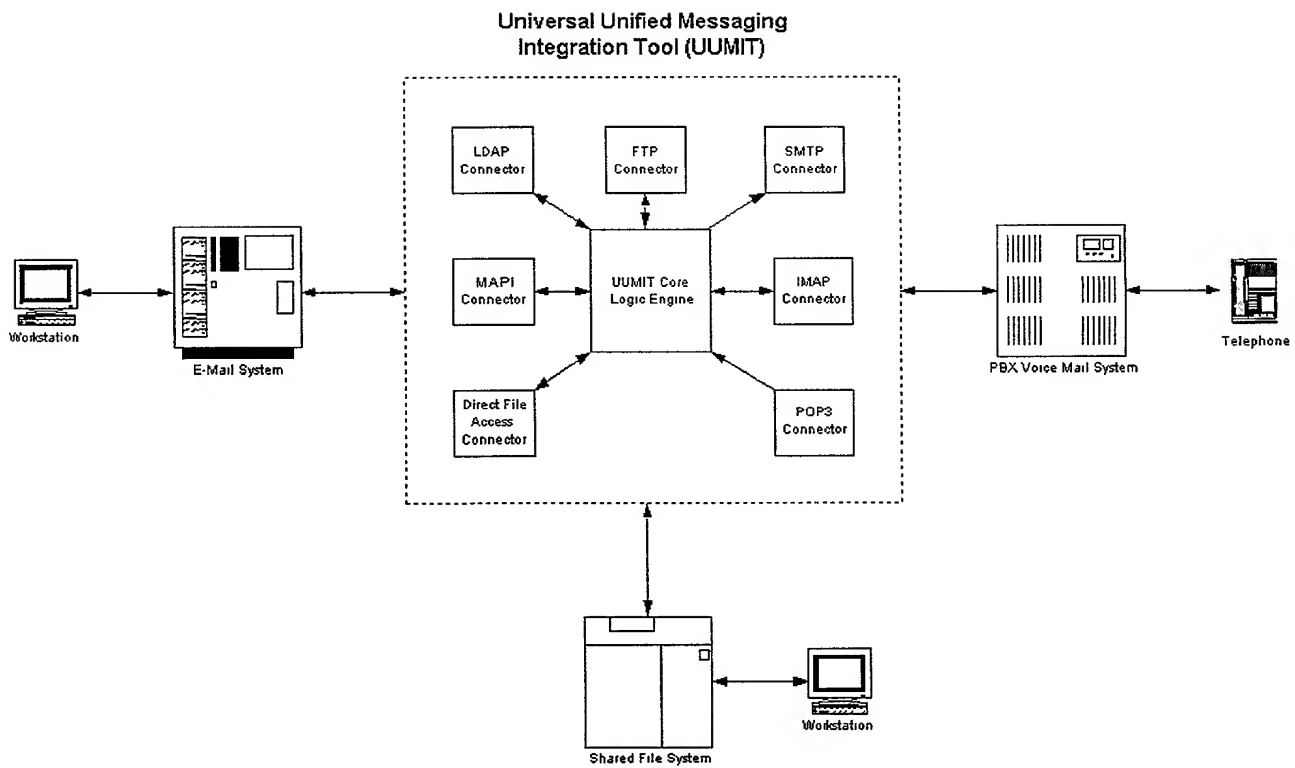 Universal Unified Messaging
Integration Tool (UUMIT)
LDAP
Connector
FTP
Connector
SMTP
Connector
MAPI
Connector
UUMIT Core
Logic Engine
IMAP
Connector
Workstation
E-Mail System
PBX Voice Mail System
Telephone
Direct File
Access
Connector
POP3
Connector
Workstation
Shared File System